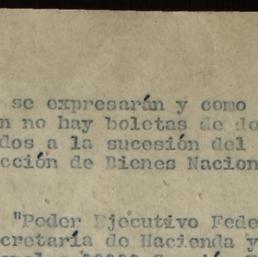 se expresarán y como
n no hay boletas de do
dos a la sucesión del
cción de Bienes Nacion
"Poder Ejecutivo Fede
cretaría de Hacienda y